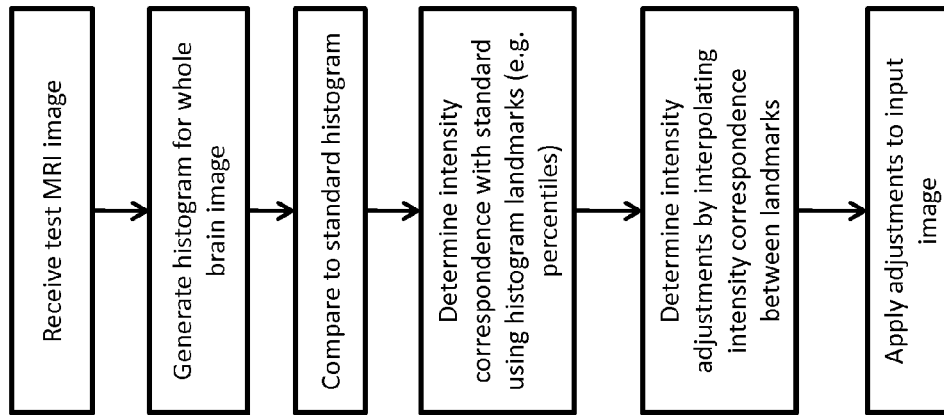 Receive test MRI image
Generate histogram for whole
brain image
Compare to standard histogram
Determine intensity
correspondence with standard
using histogram landmarks (e.g.
percentiles)
Determine intensity
adjustments by interpolating
intensity correspondence
between landmarks
Apply adjustments to input
image